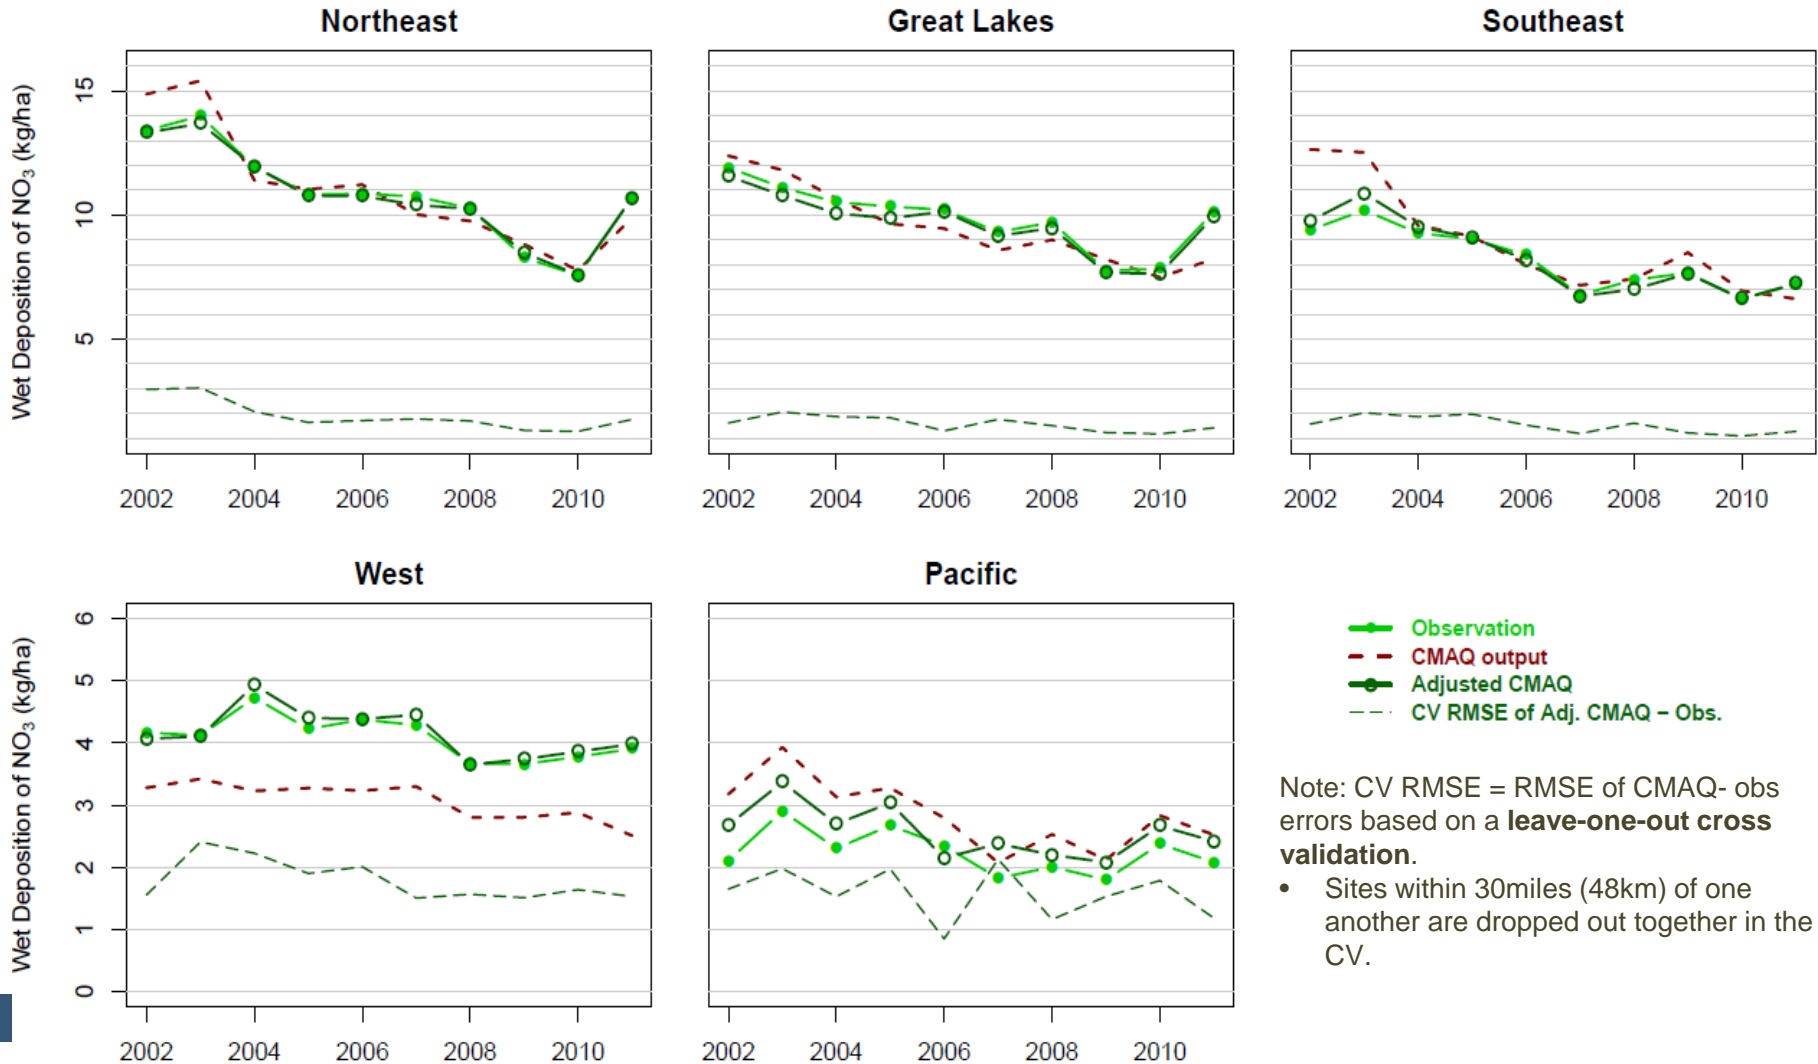 Northeast
Great Lakes
Southeast
Wet Deposition of NO₃ (kg/ha)
15
10
5
2002 2004 2006 2008 2010
2002 2004 2006 2008 2010
2002 2004 2006 2008 2010
West
Pacific
Wet Deposition of NO₃ (kg/ha)
6
5
4
3
2
1
0
2002 2004 2006 2008 2010
2002 2004 2006 2008 2010
Observation
CMAQ output
Adjusted CMAQ
CV RMSE of Adj. CMAQ – Obs.
Note: CV RMSE = RMSE of CMAQ- obs
errors based on a leave-one-out cross
validation.
• Sites within 30miles (48km) of one
another are dropped out together in the
CV.